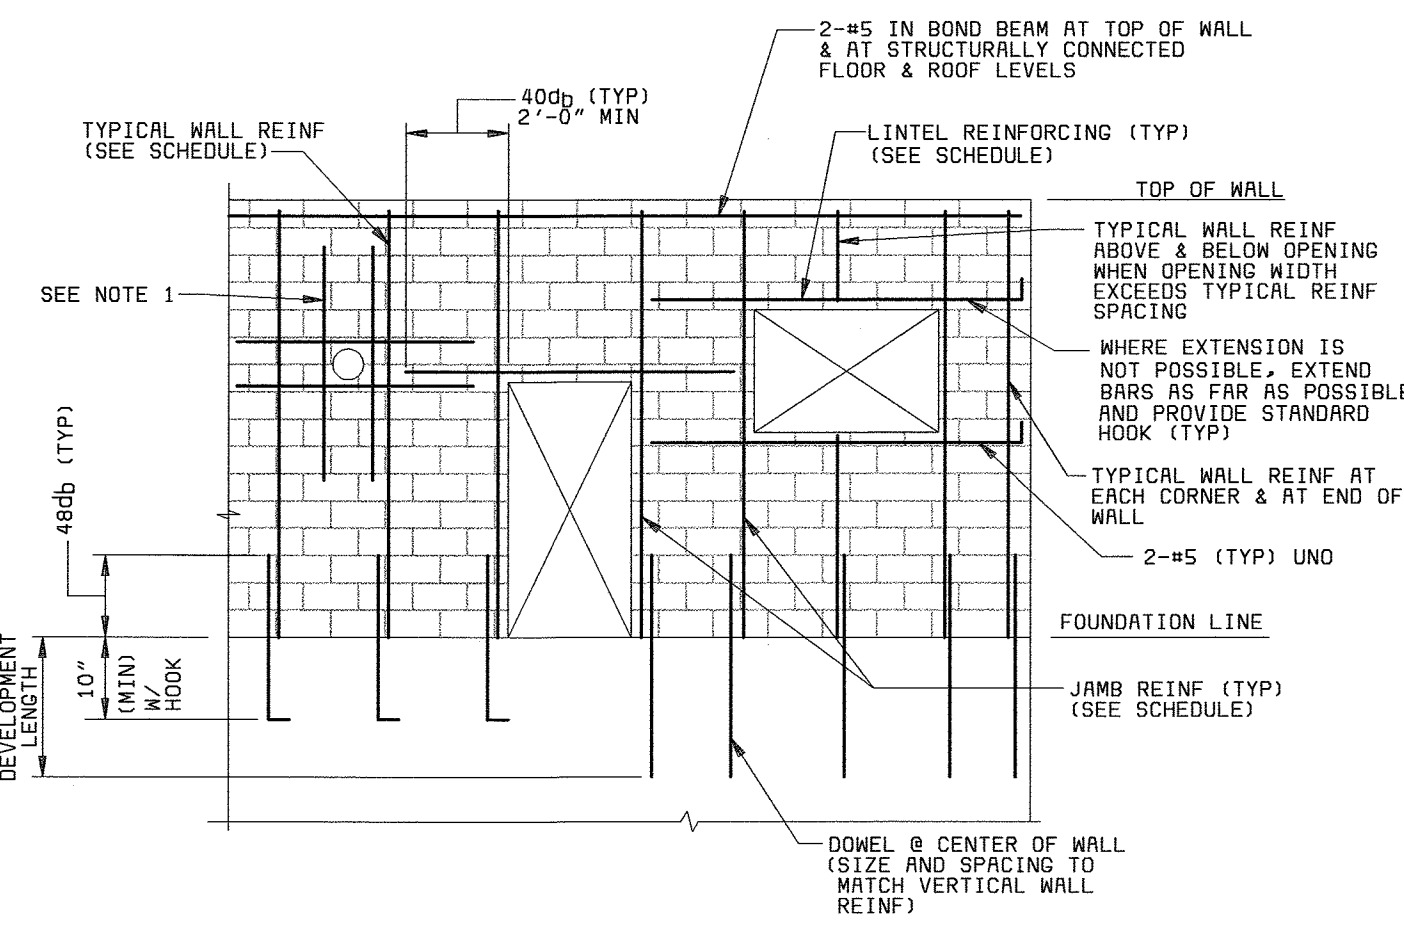 2-#5 IN BOND BEAM AT TOP OF WALL
& AT STRUCTURALLY CONNECTED
FLOOR & ROOF LEVELS
40db (TYP)
2'-0" MIN
TYPICAL WALL REINF
(SEE SCHEDULE)
LINTEL REINFORCING (TYP)
(SEE SCHEDULE)
TOP OF WALL
TYPICAL WALL REINF
ABOVE & BELOW OPENING
WHEN OPENING WIDTH
EXCEEDS TYPICAL REINF
SPACING
SEE NOTE 1
WHERE EXTENSION IS
NOT POSSIBLE, EXTEND
BARS AS FAR AS POSSIBLE
AND PROVIDE STANDARD
HOOK (TYP)
48db (TYP)
TYPICAL WALL REINF AT
EACH CORNER & AT END OF
WALL
2-#5 (TYP) UNO
FOUNDATION LINE
DEVELOPMENT
LENGTH
10"
(MIN)
W/
HOOK
JAMB REINF (TYP)
(SEE SCHEDULE)
DOWEL @ CENTER OF WALL
(SIZE AND SPACING TO
MATCH VERTICAL WALL
REINF)